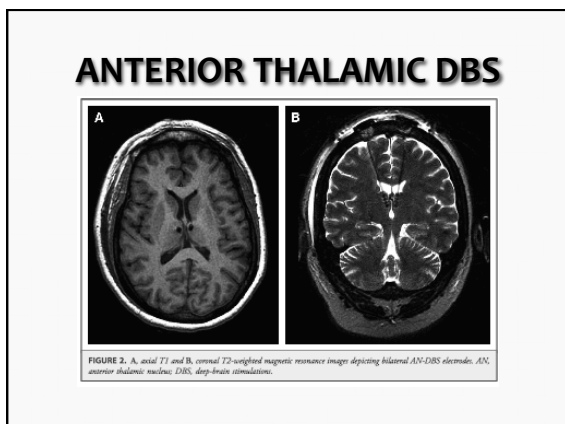 ANTERIOR THALAMIC DBS
A
B
FIGURE 2. A, axial T1 and B, coronal T2-weighted magnetic resonance images depicting bilateral AN-DBS electrodes. AN,
anterior thalamic nucleus; DBS, deep-brain stimulations.